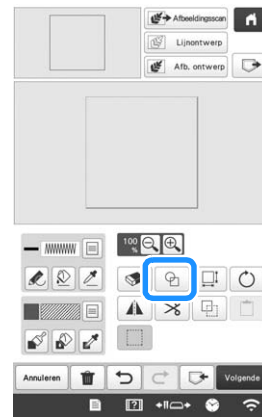 Afbeeldingsscan
Lijnontwerp
Afb. ontwerp
100
%
Annuleren
Volgende